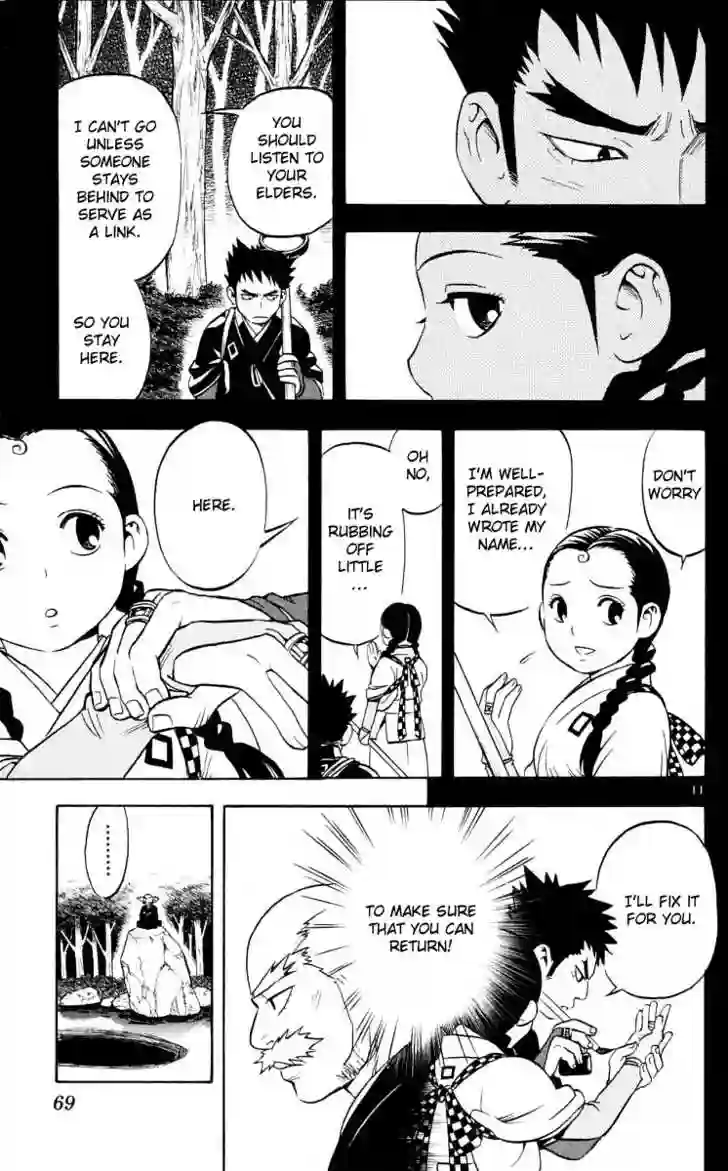 YOU
SHOULD
LISTEN TO
YOUR
ELDERS.
I CAN'T GO
UNLESS
SOMEONE
STAYS
BEHIND TO
SERVE AS
A LINK.
SO YOU
STAY
HERE.
DON'T
WORRY
I'M WELL-
PREPARED,
I ALREADY
WROTE MY
NAME...
OH
NO,
IT'S
RUBBING
OFF
LITTLE
...
HERE.
11
I'LL FIX IT
FOR YOU.
TO MAKE SURE
THAT YOU CAN
RETURN!
........
69